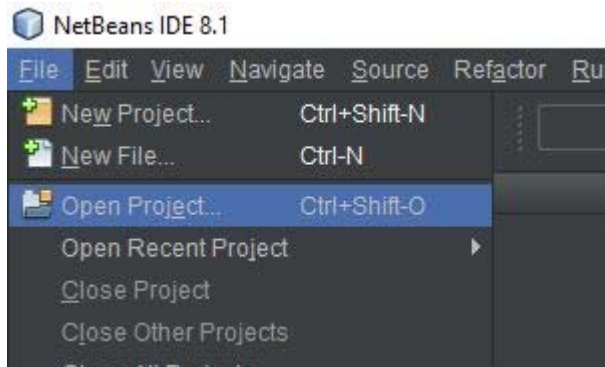 NetBeans IDE 8.1
File Edit View Navigate Source Refactor Ru
New Project... Ctrl+Shift-N
New File... Ctrl-N
Open Project... Ctrl+Shift-O
Open Recent Project
Close Project
Close Other Projects